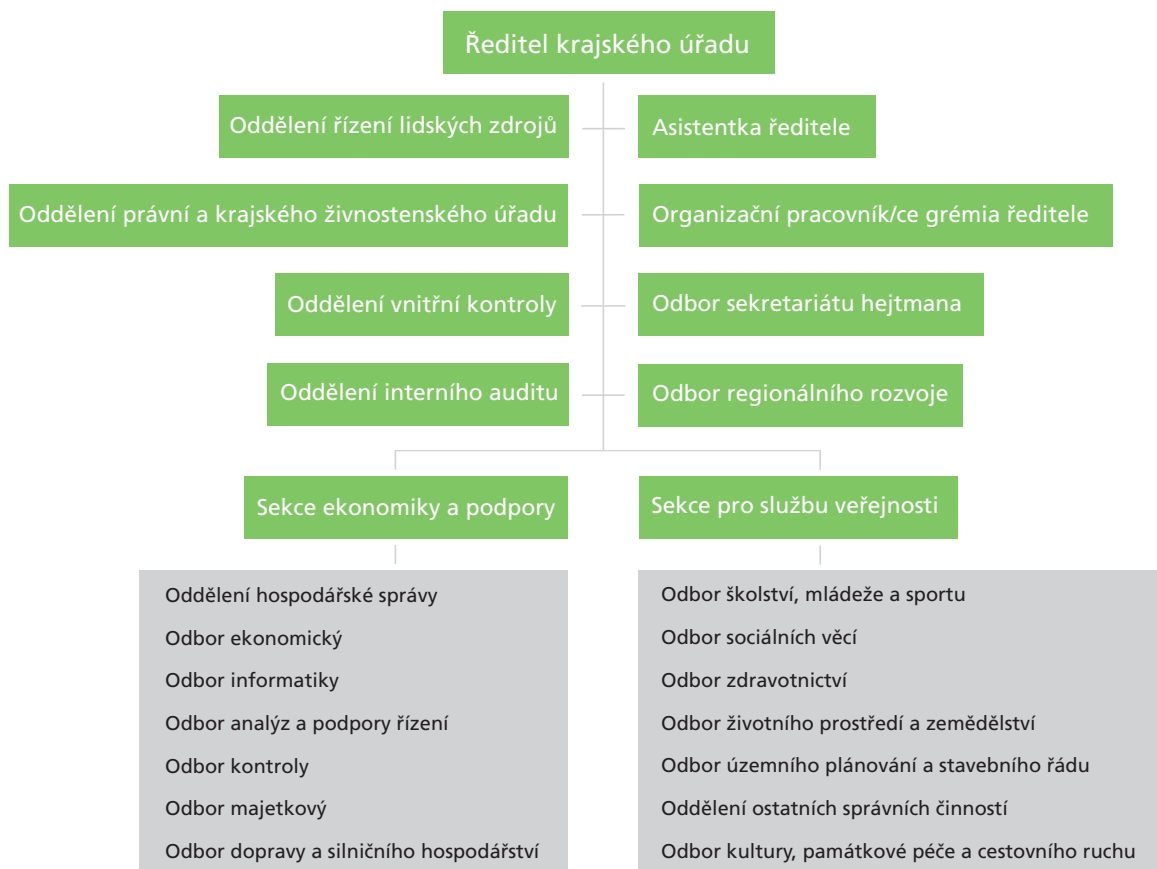 Ředitel krajského úřadu
Oddělení řízení lidských zdrojů
Asistentka ředitele
Oddělení právní a krajského živnostenského úřadu
Organizační pracovník/ce grémia ředitele
Oddělení vnitřní kontroly
Odbor sekretariátu hejtmana
Oddělení interního auditu
Odbor regionálního rozvoje
Sekce ekonomiky a podpory
Sekce pro službu veřejnosti
Oddělení hospodářské správy
Odbor ekonomický
Odbor informatiky
Odbor analýz a podpory řízení
Odbor kontroly
Odbor majetkový
Odbor dopravy a silničního hospodářství
Odbor školství, mládeže a sportu
Odbor sociálních věcí
Odbor zdravotnictví
Odbor životního prostředí a zemědělství
Odbor územního plánování a stavebního řádu
Oddělení ostatních správních činností
Odbor kultury, památkové péče a cestovního ruchu